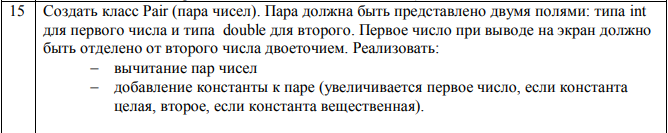 15 Создать класс Pair (пара чисел). Пара должна быть представлено двумя полями: типа int
для первого числа и типа double для второго. Первое число при выводе на экран должно
быть отделено от второго числа двоеточием. Реализовать:
− вычитание пар чисел
− добавление константы к паре (увеличивается первое число, если константа
целая, второе, если константа вещественная).